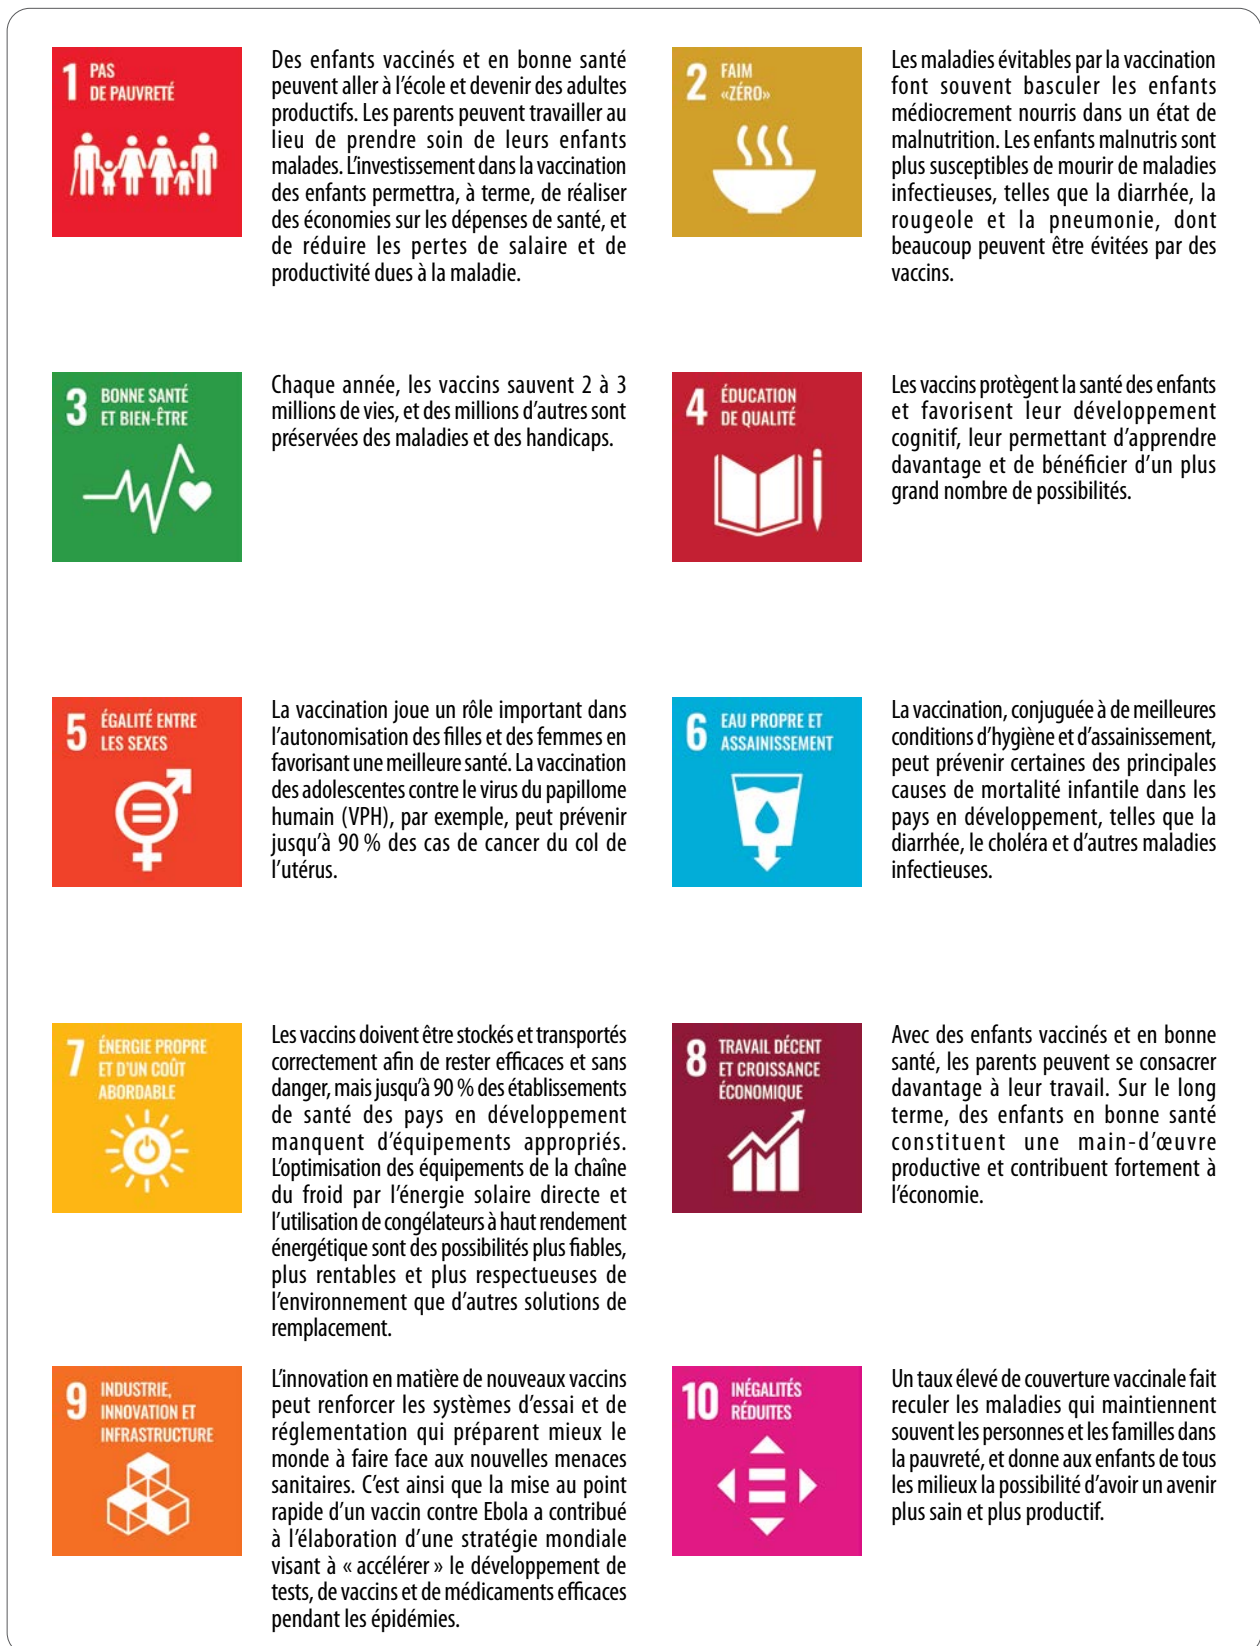 1 PAS
DE PAUVRETÉ
Des enfants vaccinés et en bonne santé
peuvent aller à l’école et devenir des adultes
productifs. Les parents peuvent travailler au
lieu de prendre soin de leurs enfants
malades. L’investissement dans la vaccination
des enfants permettra, à terme, de réaliser
des économies sur les dépenses de santé, et
de réduire les pertes de salaire et de
productivité dues à la maladie.
2 FAIM
«ZÉRO»
Les maladies évitables par la vaccination
font souvent basculer les enfants
médiocrement nourris dans un état de
malnutrition. Les enfants malnutris sont
plus susceptibles de mourir de maladies
infectieuses, telles que la diarrhée, la
rougeole et la pneumonie, dont
beaucoup peuvent être évitées par des
vaccins.
3 BONNE SANTÉ
ET BIEN-ÊTRE
Chaque année, les vaccins sauvent 2 à 3
millions de vies, et des millions d’autres sont
préservées des maladies et des handicaps.
4 ÉDUCATION
DE QUALITÉ
Les vaccins protègent la santé des enfants
et favorisent leur développement
cognitif, leur permettant d’apprendre
davantage et de bénéficier d’un plus
grand nombre de possibilités.
5 ÉGALITÉ ENTRE
LES SEXES
La vaccination joue un rôle important dans
l’autonomisation des filles et des femmes en
favorisant une meilleure santé. La vaccination
des adolescentes contre le virus du papillome
humain (VPH), par exemple, peut prévenir
jusqu’à 90 % des cas de cancer du col de
l’utérus.
6 EAU PROPRE ET
ASSAINISSEMENT
La vaccination, conjuguée à de meilleures
conditions d’hygiène et d’assainissement,
peut prévenir certaines des principales
causes de mortalité infantile dans les
pays en développement, telles que la
diarrhée, le choléra et d’autres maladies
infectieuses.
7 ÉNERGIE PROPRE
ET D’UN COÛT
ABORDABLE
Les vaccins doivent être stockés et transportés
correctement afin de rester efficaces et sans
danger, mais jusqu’à 90 % des établissements
de santé des pays en développement
manquent d’équipements appropriés.
L’optimisation des équipements de la chaîne
du froid par l’énergie solaire directe et
l’utilisation de congélateurs à haut rendement
énergétique sont des possibilités plus fiables,
plus rentables et plus respectueuses de
l’environnement que d’autres solutions de
remplacement.
8 TRAVAIL DÉCENT
ET CROISSANCE
ÉCONOMIQUE
Avec des enfants vaccinés et en bonne
santé, les parents peuvent se consacrer
davantage à leur travail. Sur le long
terme, des enfants en bonne santé
constituent une main-d’œuvre
productive et contribuent fortement à
l’économie.
9 INDUSTRIE,
INNOVATION ET
INFRASTRUCTURE
L’innovation en matière de nouveaux vaccins
peut renforcer les systèmes d’essai et de
réglementation qui préparent mieux le
monde à faire face aux nouvelles menaces
sanitaires. C’est ainsi que la mise au point
rapide d’un vaccin contre Ebola a contribué
à l’élaboration d’une stratégie mondiale
visant à « accélérer » le développement de
tests, de vaccins et de médicaments efficaces
pendant les épidémies.
10 INÉGALITÉS
RÉDUITES
Un taux élevé de couverture vaccinale fait
reculer les maladies qui maintiennent
souvent les personnes et les familles dans
la pauvreté, et donne aux enfants de tous
les milieux la possibilité d’avoir un avenir
plus sain et plus productif.